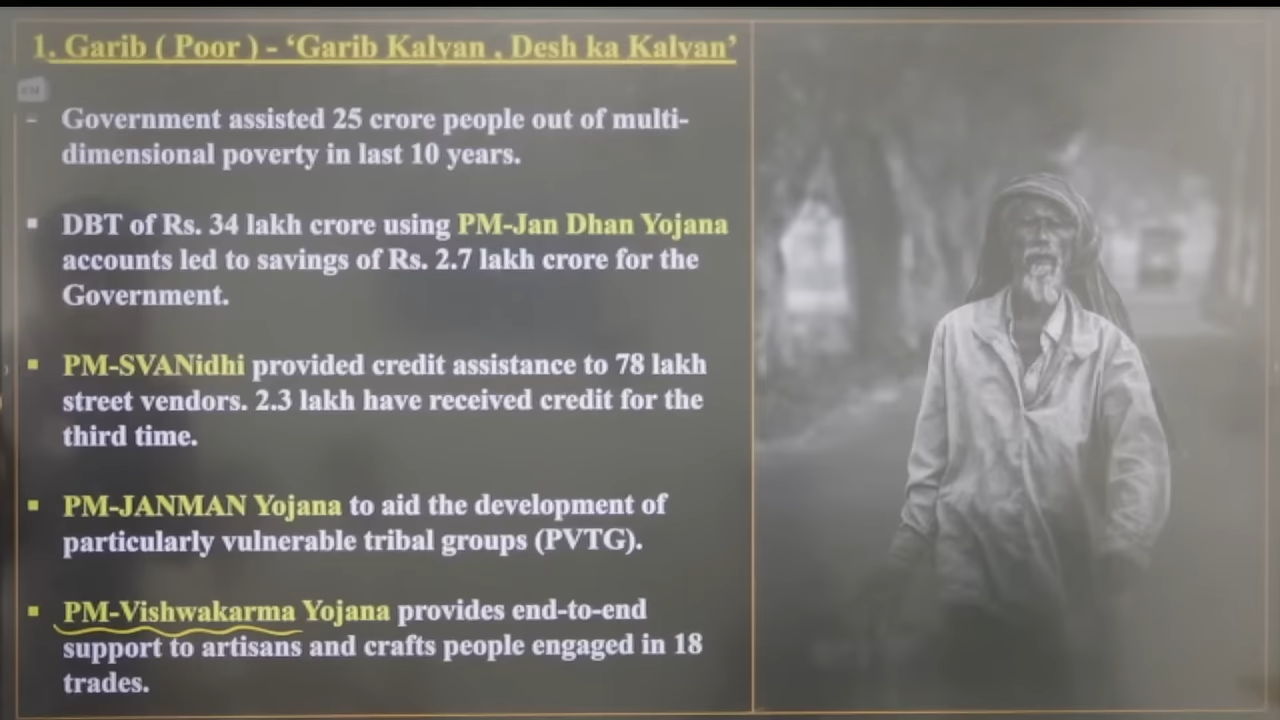 1. Garib ( Poor ) - ‘Garib Kalyan , Desh ka Kalyan’
- Government assisted 25 crore people out of multi-
dimensional poverty in last 10 years.
▪ DBT of Rs. 34 lakh crore using PM-Jan Dhan Yojana
accounts led to savings of Rs. 2.7 lakh crore for the
Government.
▪ PM-SVANidhi provided credit assistance to 78 lakh
street vendors. 2.3 lakh have received credit for the
third time.
▪ PM-JANMAN Yojana to aid the development of
particularly vulnerable tribal groups (PVTG).
▪ PM-Vishwakarma Yojana provides end-to-end
support to artisans and crafts people engaged in 18
trades.